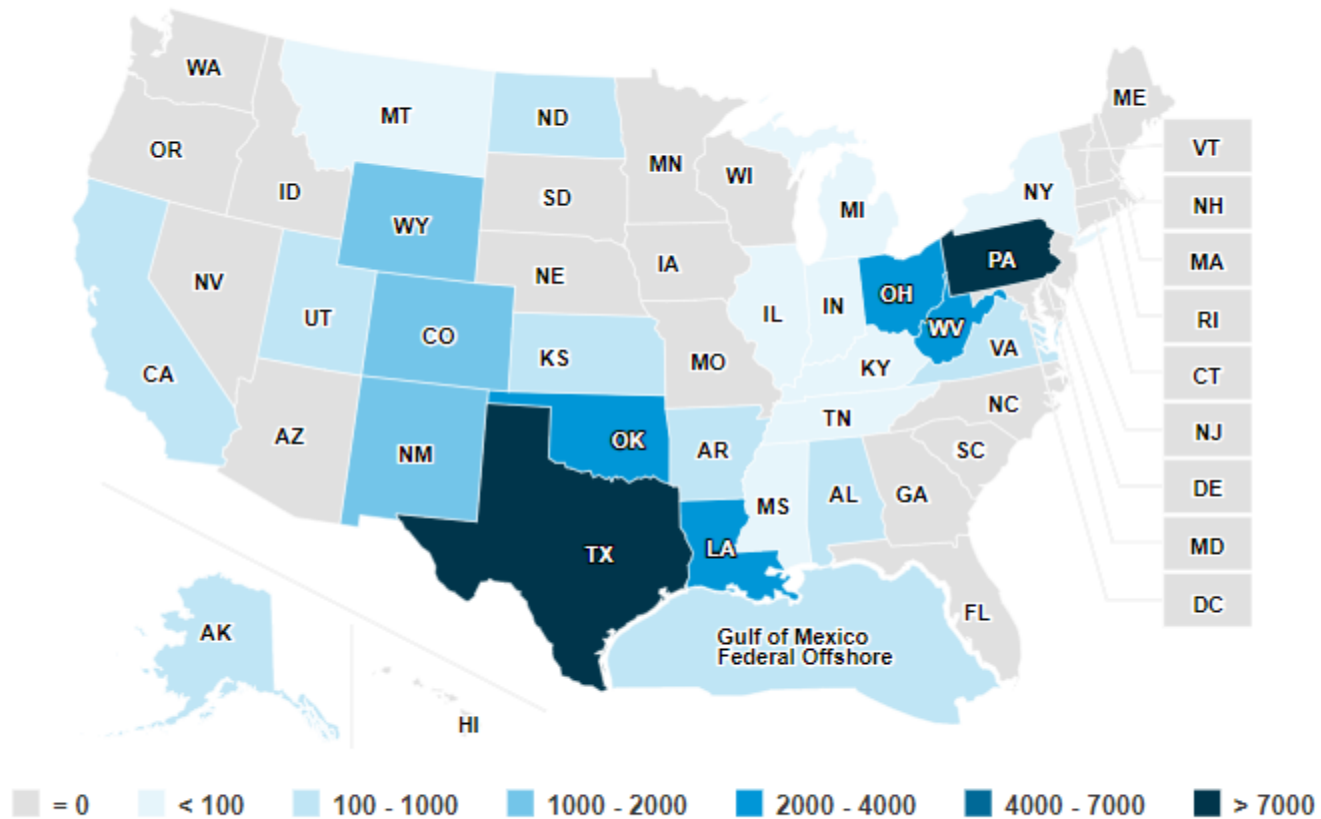 WA
ME
MT
ND
OR
VT
MN
ID
WI
SD
NY
NH
MI
WY
PA
MA
IA
NE
NV
OH
IL
IN
RI
UT
WV
CO
VA
KS
MO
KY
CT
CA
NC
TN
NJ
AZ
OK
AR
SC
NM
DE
MS
AL
GA
MD
LA
TX
DC
FL
AK
Gulf of Mexico
Federal Offshore
HI
= 0 < 100 100 - 1000 1000 - 2000 2000 - 4000 4000 - 7000 > 7000